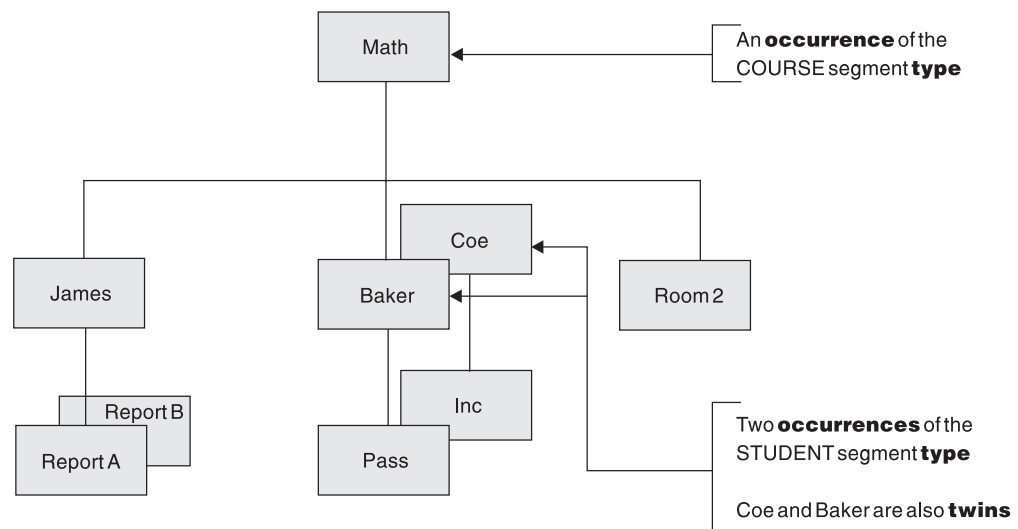 Math
An occurrence of the
COURSE segment type
Coe
James
Baker
Room 2
Report B
Inc
Report A
Pass
Two occurrences of the
STUDENT segment type
Coe and Baker are also twins